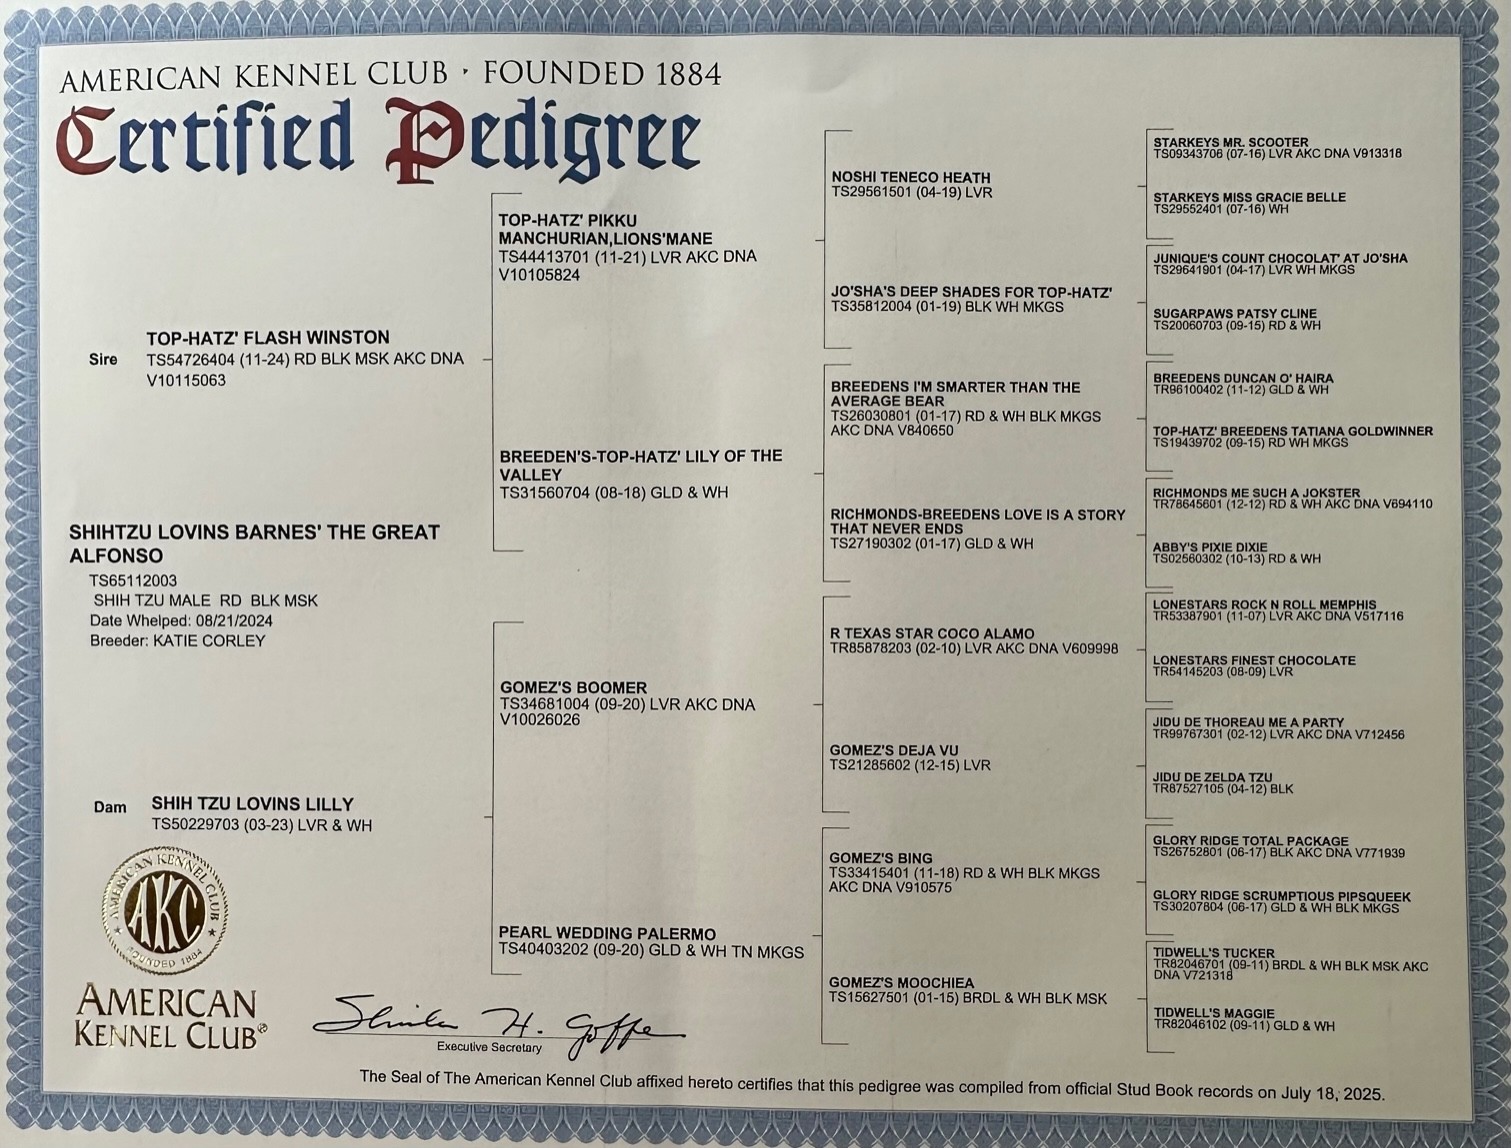 AMERICAN KENNEL CLUB · FOUNDED 1884
Certified Pedigree
Sire
TOP-HATZ' FLASH WINSTON
TS54726404 (11-24) RD BLK MSK AKC DNA
V10115063
SHIHTZU LOVINS BARNES' THE GREAT
ALFONSO
TS65112003
SHIH TZU MALE RD BLK MSK
Date Whelped: 08/21/2024
Breeder: KATIE CORLEY
Dam
SHIH TZU LOVINS LILLY
TS50229703 (03-23) LVR & WH
TOP-HATZ' PIKKU
MANCHURIAN,LIONS'MANE
TS44413701 (11-21) LVR AKC DNA
V10105824
BREEDEN'S-TOP-HATZ' LILY OF THE
VALLEY
TS31560704 (08-18) GLD & WH
GOMEZ'S BOOMER
TS34681004 (09-20) LVR AKC DNA
V10026026
PEARL WEDDING PALERMO
TS40403202 (09-20) GLD & WH TN MKGS
NOSHI TENECO HEATH
TS29561501 (04-19) LVR
JO'SHA'S DEEP SHADES FOR TOP-HATZ'
TS35812004 (01-19) BLK WH MKGS
BREEDENS I'M SMARTER THAN THE
AVERAGE BEAR
TS26030801 (01-17) RD & WH BLK MKGS
AKC DNA V840650
RICHMONDS-BREEDENS LOVE IS A STORY
THAT NEVER ENDS
TS27190302 (01-17) GLD & WH
R TEXAS STAR COCO ALAMO
TR85878203 (02-10) LVR AKC DNA V609998
GOMEZ'S DEJA VU
TS21285602 (12-15) LVR
GOMEZ'S BING
TS33415401 (11-18) RD & WH BLK MKGS
AKC DNA V910575
GOMEZ'S MOOCHIEA
TS15627501 (01-15) BRDL & WH BLK MSK
STARKEYS MR. SCOOTER
TS09343706 (07-16) LVR AKC DNA V913318
STARKEYS MISS GRACIE BELLE
TS29552401 (07-16) WH
JUNIQUE'S COUNT CHOCOLAT' AT JO'SHA
TS29641901 (04-17) LVR WH MKGS
SUGARPAWS PATSY CLINE
TS20060703 (09-15) RD & WH
BREEDENS DUNCAN O' HAIRA
TR96100402 (11-12) GLD & WH
TOP-HATZ' BREEDENS TATIANA GOLDWINNER
TS19439702 (09-15) RD WH MKGS
RICHMONDS ME SUCH A JOKSTER
TR78645601 (12-12) RD & WH AKC DNA V694110
ABBY'S PIXIE DIXIE
TS02560302 (10-13) RD & WH
LONESTARS ROCK N ROLL MEMPHIS
TR53387901 (11-07) LVR AKC DNA V517116
LONESTARS FINEST CHOCOLATE
TR54145203 (08-09) LVR
JIDU DE THOREAU ME A PARTY
TR99767301 (02-12) LVR AKC DNA V712456
JIDU DE ZELDA TZU
TR87527105 (04-12) BLK
GLORY RIDGE TOTAL PACKAGE
TS26752801 (06-17) BLK AKC DNA V771939
GLORY RIDGE SCRUMPTIOUS PIPSQUEEK
TS30207804 (06-17) GLD & WH BLK MKGS
TIDWELL'S TUCKER
TR82046701 (09-11) BRDL & WH BLK MSK AKC
DNA V721318
TIDWELL'S MAGGIE
TR82046102 (09-11) GLD & WH
AMERICAN KENNEL CLUB
AKC
FOUNDED 1884
AMERICAN
KENNEL CLUB®
Executive Secretary
The Seal of The American Kennel Club affixed hereto certifies that this pedigree was compiled from official Stud Book records on July 18, 2025.